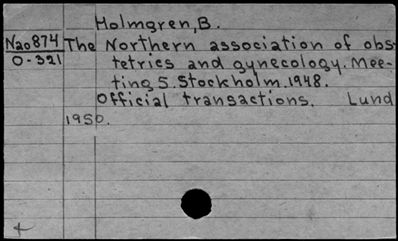 Holmgren, B.
Nao874 The Northern association of obs-
O-321 tetrics and gynecology. Mee-
ting 5. Stockholm. 1948.
Official transactions. Lund
1950.